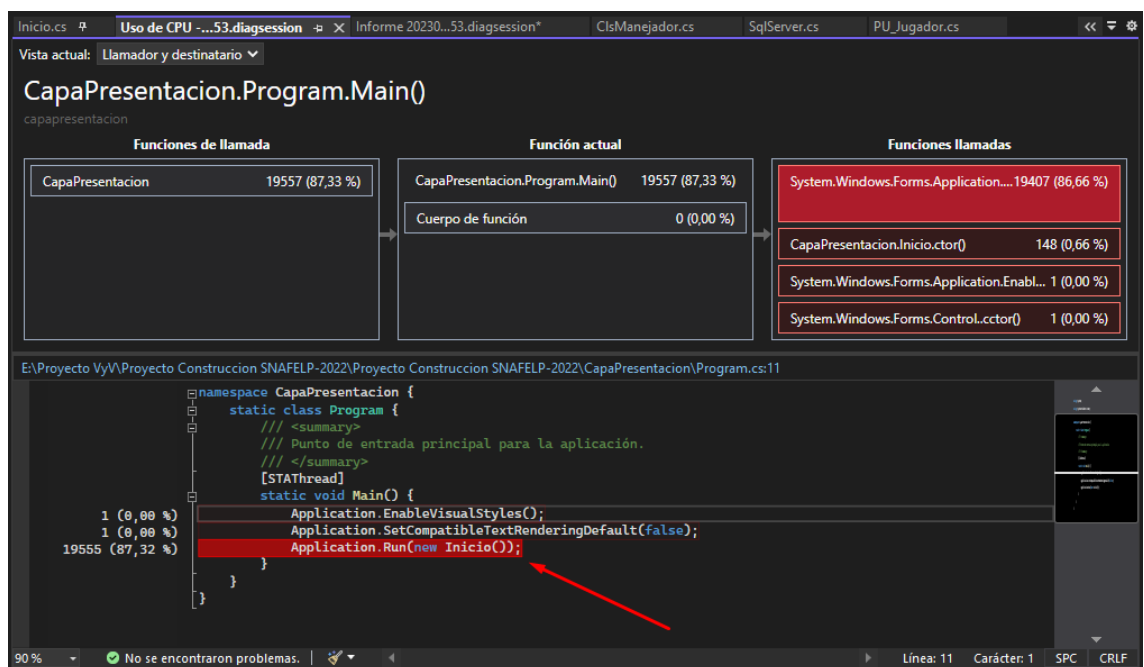 Inicio.cs Uso de CPU -...53.diagsession Informe 20230...53.diagsession* ClsManejador.cs SqlServer.cs PU_Jugador.cs
Vista actual: Llamador y destinatario
CapaPresentacion.Program.Main()
capapresentacion
Funciones de llamada Función actual Funciones llamadas
CapaPresentacion 19557 (87,33 %)
CapaPresentacion.Program.Main() 19557 (87,33 %)
Cuerpo de función 0 (0,00 %)
System.Windows.Forms.Application....19407 (86,66 %)
CapaPresentacion.Inicio.ctor() 148 (0,66 %)
System.Windows.Forms.Application.Enabl... 1 (0,00 %)
System.Windows.Forms.Control..cctor() 1 (0,00 %)
E:\Proyecto VyV\Proyecto Construccion SNAFELP-2022\Proyecto Construccion SNAFELP-2022\CapaPresentacion\Program.cs:11
namespace CapaPresentacion {
static class Program {
/// <summary>
/// Punto de entrada principal para la aplicación.
/// </summary>
[STAThread]
static void Main() {
1 (0,00 %) Application.EnableVisualStyles();
1 (0,00 %) Application.SetCompatibleTextRenderingDefault(false);
19555 (87,32 %) Application.Run(new Inicio());
}
}
}
90 % No se encontraron problemas. Línea: 11 Carácter: 1 SPC CRLF